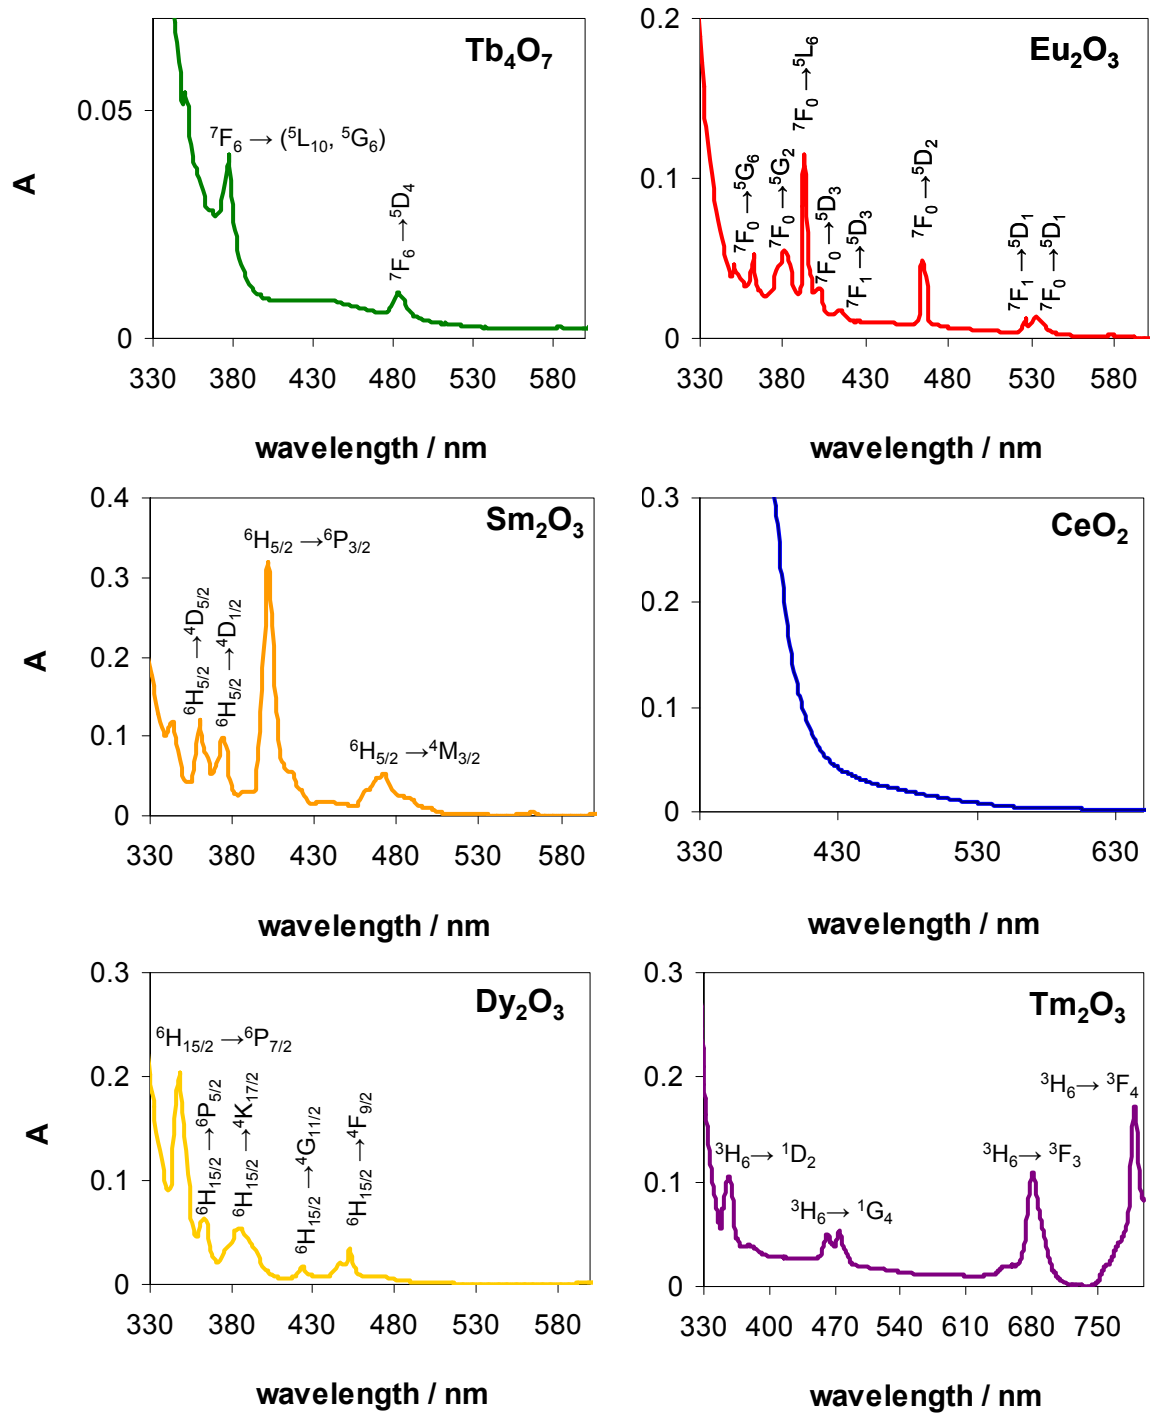 Tb₄O₇
0.05
⁷F₆ → (⁵L₁₀, ⁵G₆)
A
⁷F₆ → ⁵D₄
0
330 380 430 480 530 580
wavelength / nm
Eu₂O₃
0.2
⁷F₀ → ⁵L₆
0.1
⁷F₀ → ⁵G₆
⁷F₀ → ⁵G₂
⁷F₀ → ⁵D₃
⁷F₁ → ⁵D₃
⁷F₀ → ⁵D₂
⁷F₁ → ⁵D₁
⁷F₀ → ⁵D₁
0
330 380 430 480 530 580
wavelength / nm
0.4
Sm₂O₃
⁶H₅/₂ → ⁶P₃/₂
0.3
⁶H₅/₂ → ⁴D₅/₂
⁶H₅/₂ → ⁴D₁/₂
0.2
A
⁶H₅/₂ → ⁴M₃/₂
0.1
0
330 380 430 480 530 580
wavelength / nm
0.3
CeO₂
0.2
0.1
0
330 430 530 630
wavelength / nm
0.3
Dy₂O₃
⁶H₁₅/₂ → ⁶P₇/₂
0.2
⁶H₁₅/₂ → ⁶P₅/₂
⁶H₁₅/₂ → ⁴K₁₇/₂
⁶H₁₅/₂ → ⁴G₁₁/₂
⁶H₁₅/₂ → ⁴F₉/₂
A
0.1
0
330 380 430 480 530 580
wavelength / nm
0.3
Tm₂O₃
³H₆ → ³F₄
0.2
³H₆ → ¹D₂
³H₆ → ³F₃
³H₆ → ¹G₄
0.1
0
330 400 470 540 610 680 750
wavelength / nm